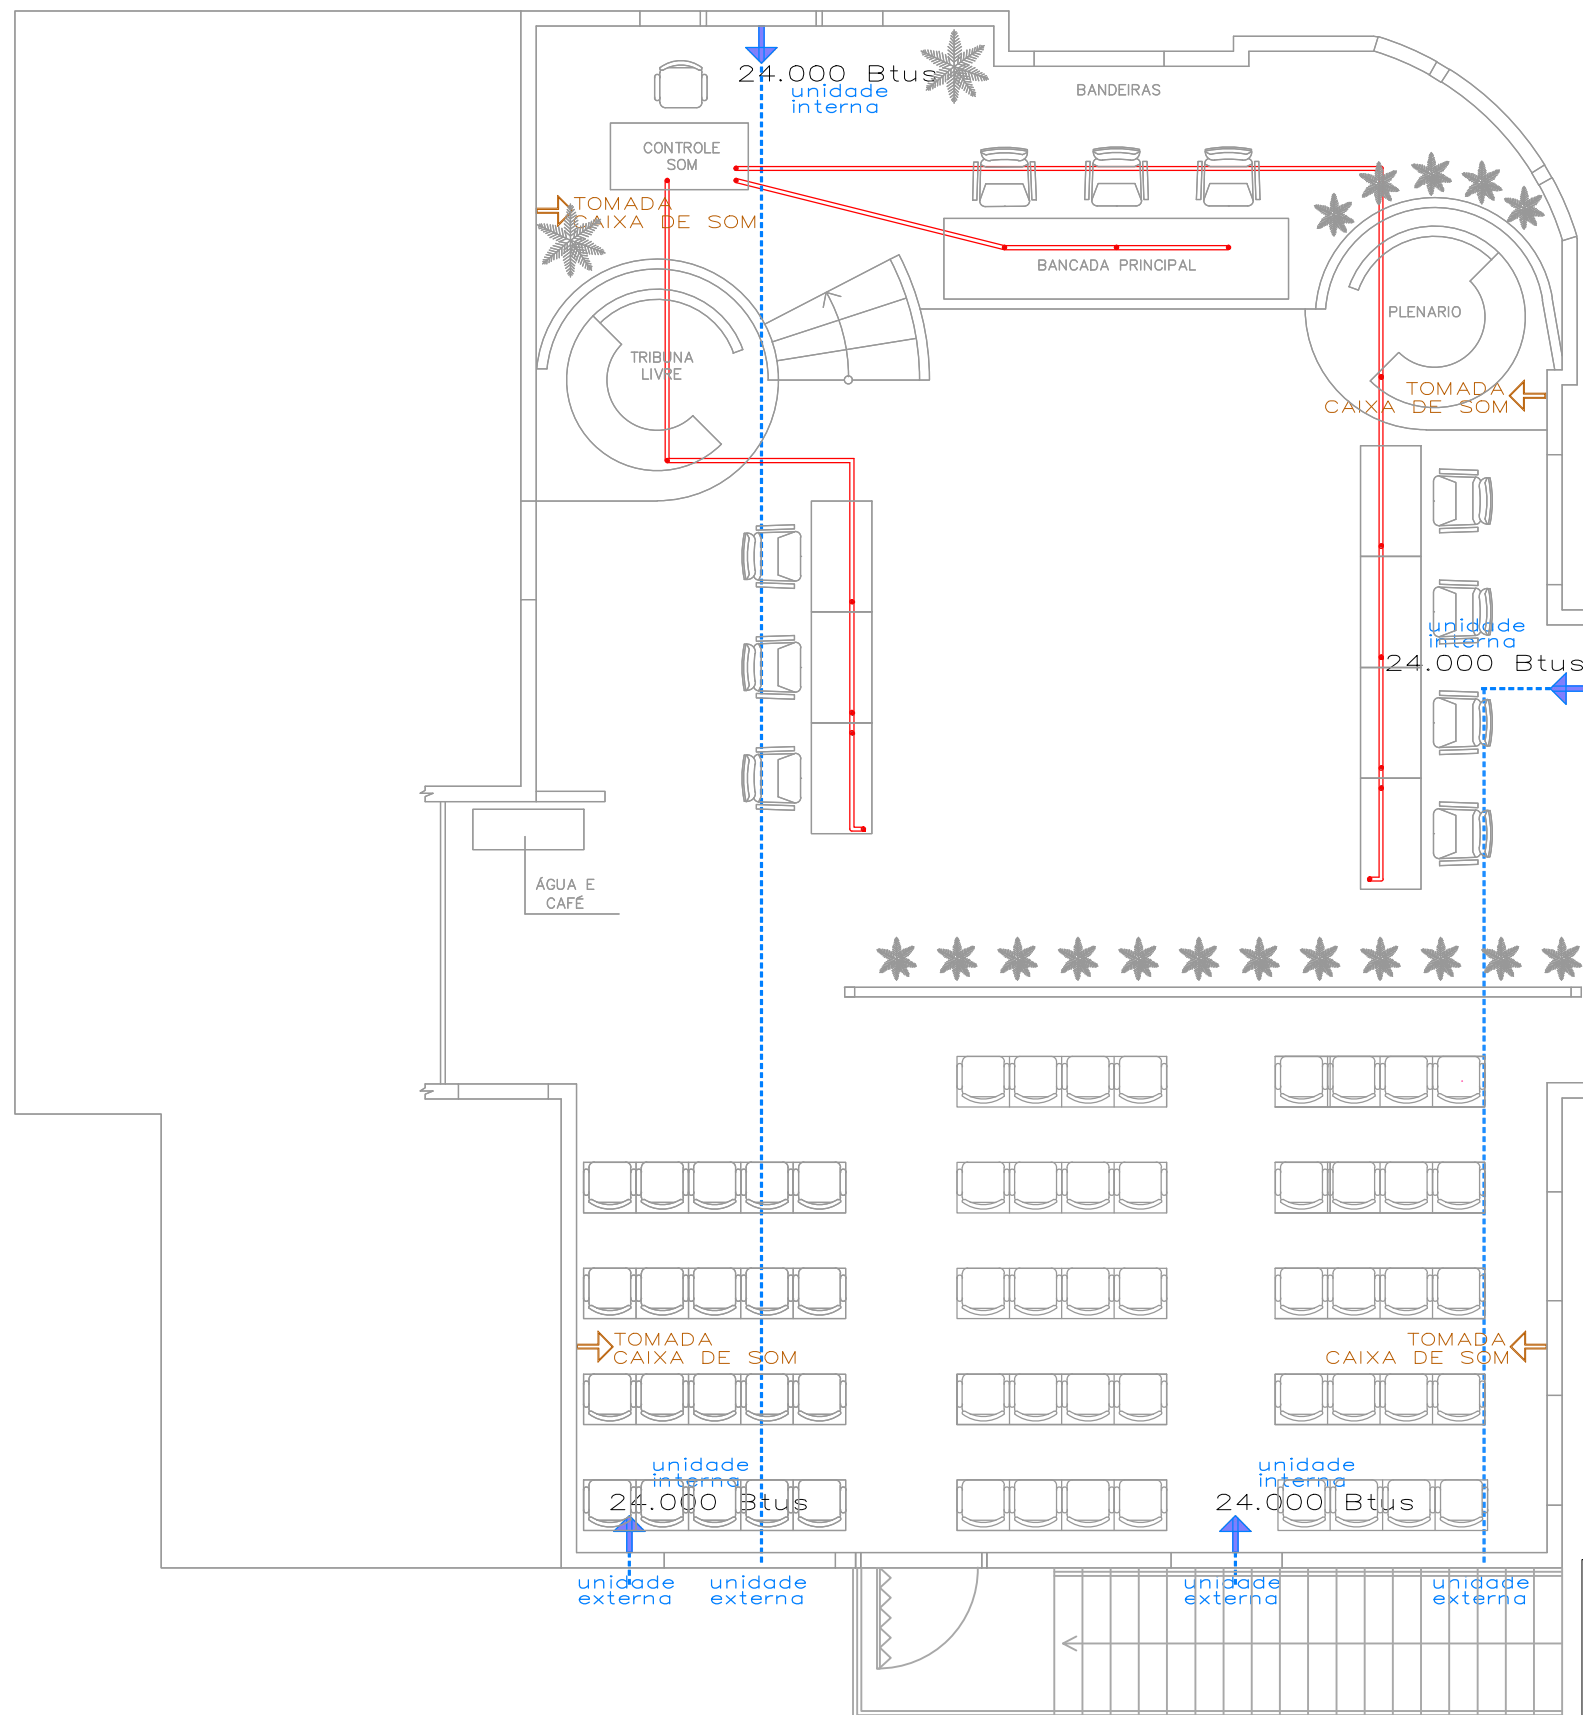 24.000 Btus
unidade
interna
BANDEIRAS
CONTROLE
SOM
TOMADA
CAIXA DE SOM
BANCADA PRINCIPAL
PLENARIO
TRIBUNA
LIVRE
TOMADA
CAIXA DE SOM
unidade
interna
24.000 Btus
ÁGUA E
CAFÉ
TOMADA
CAIXA DE SOM
TOMADA
CAIXA DE SOM
unidade
interna
24.000 Btus
unidade
interna
24.000 Btus
unidade
externa
unidade
externa
unidade
externa
unidade
externa